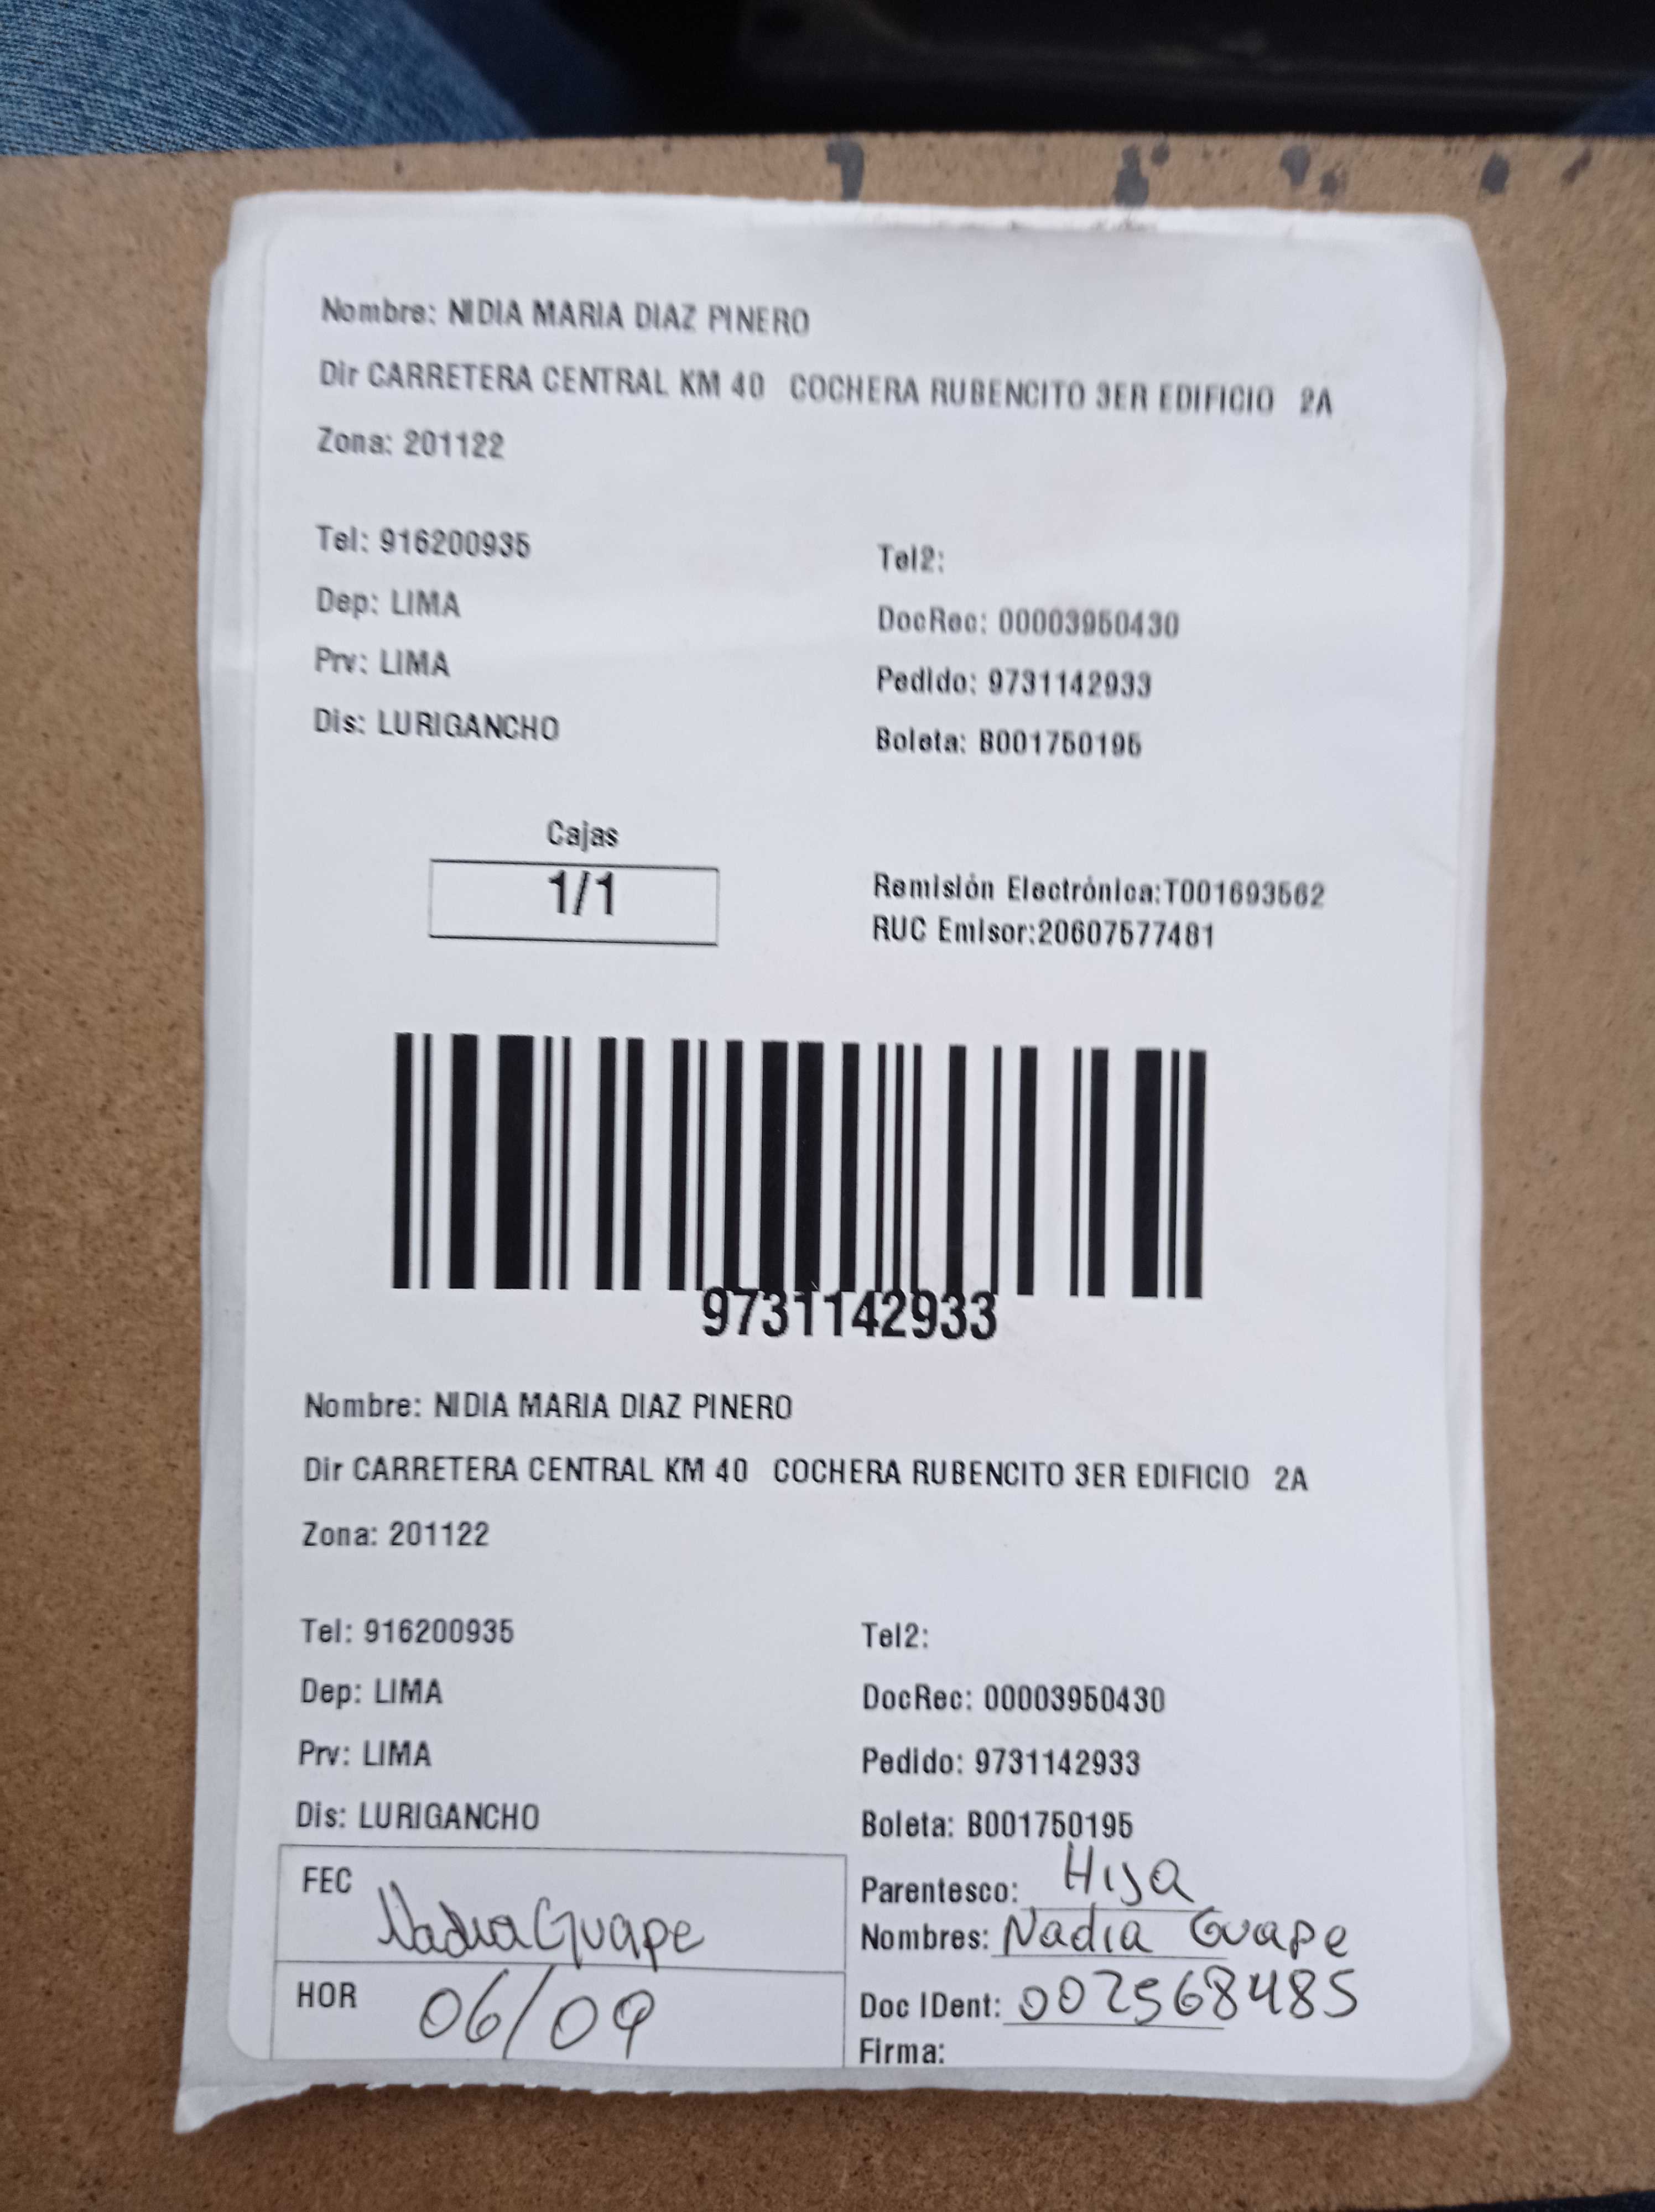 Nombre: NIDIA MARIA DIAZ PINERO
Dir CARRETERA CENTRAL KM 40 COCHERA RUBENCITO 3ER EDIFICIO 2A
Zona: 201122
Tel: 916200935
Tel2:
Dep: LIMA
DocRec: 00003950430
Prv: LIMA
Pedido: 9731142933
Dis: LURIGANCHO
Boleta: B001750195
Cajas
1/1
Remisión Electrónica:T001693562
RUC Emisor:20607577481
9731142933
Nombre: NIDIA MARIA DIAZ PINERO
Dir CARRETERA CENTRAL KM 40 COCHERA RUBENCITO 3ER EDIFICIO 2A
Zona: 201122
Tel: 916200935
Tel2:
Dep: LIMA
DocRec: 00003950430
Prv: LIMA
Pedido: 9731142933
Dis: LURIGANCHO
Boleta: B001750195
FEC Nadia Guape
Parentesco: Hija
Nombres: Nadia Guape
HOR 06/09
Doc IDent: 002568485
Firma: